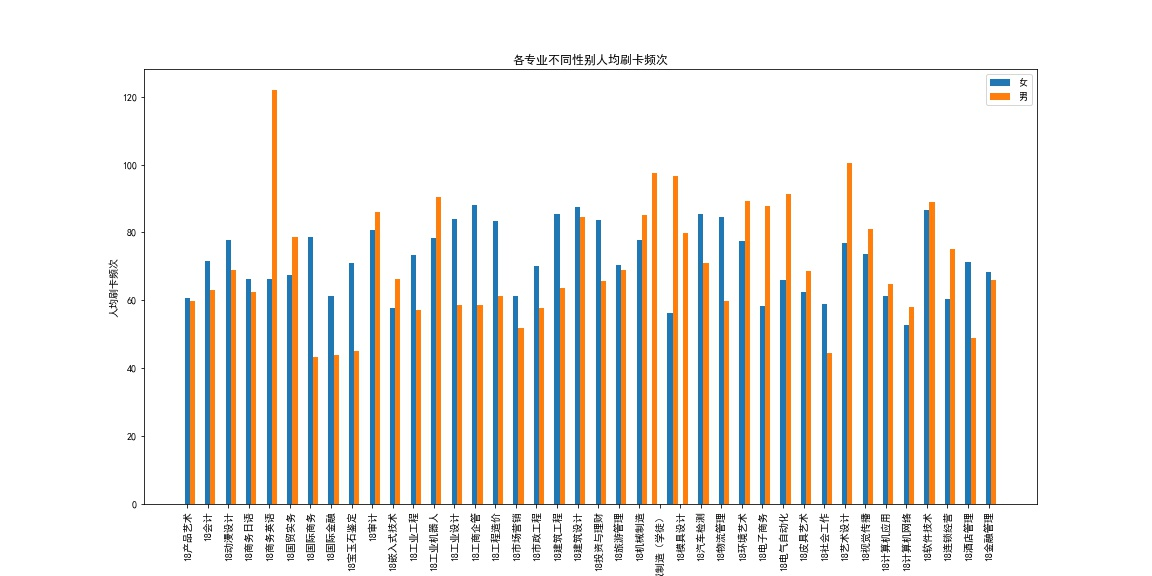 各专业不同性别人均刷卡频次
女
男
人均刷卡频次
120
100
80
60
40
20
0
18产品艺术
18会计
18动漫设计
18商务日语
18商务英语
18国贸实务
18国际商务
18国际金融
18宝玉石鉴定
18审计
18嵌入式技术
18工业工程
18工业机器人
18工业设计
18工商企管
18工程造价
18市场营销
18市政工程
18建筑工程
18建筑设计
18投资与理财
18旅游管理
18机械制造
制造（学徒）
18模具设计
18汽车检测
18物流管理
18环境艺术
18电子商务
18电气自动化
18皮具艺术
18社会工作
18艺术设计
18视觉传播
18计算机应用
18计算机网络
18软件技术
18连锁经营
18酒店管理
18金融管理